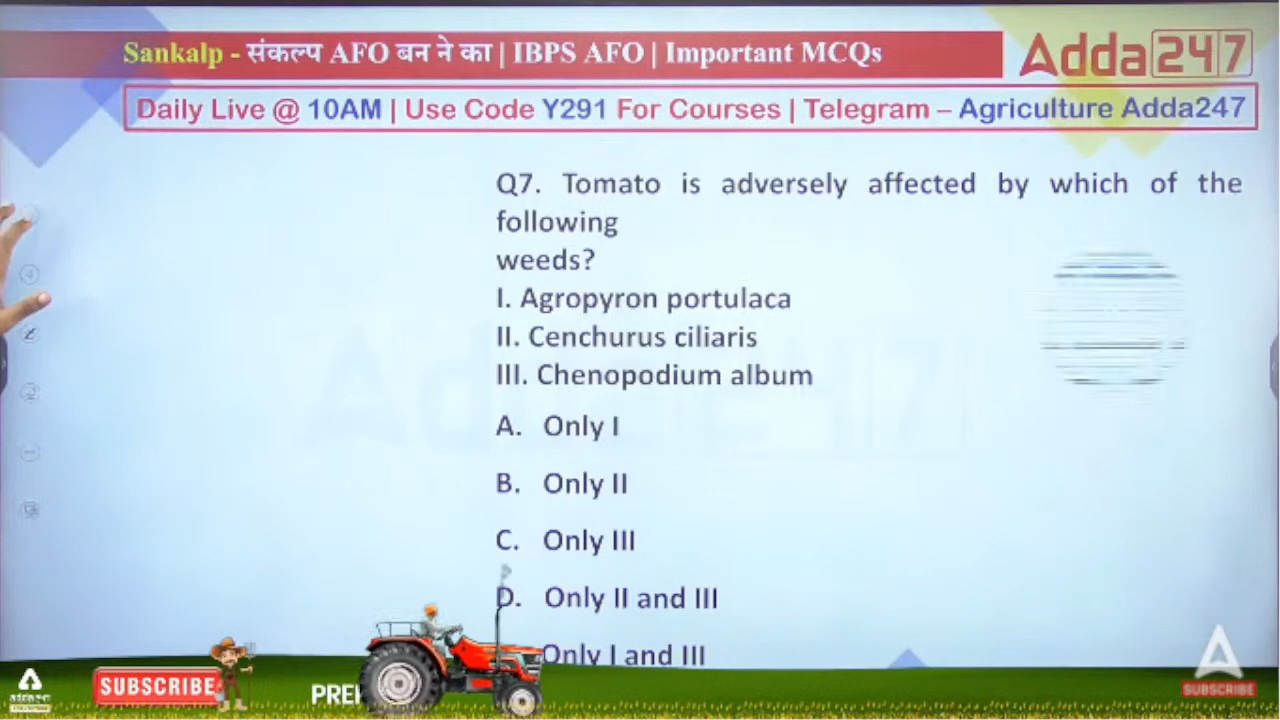 Sankalp - संकल्प AFO बन ने का | IBPS AFO | Important MCQs
Adda247
Daily Live @ 10AM | Use Code Y291 For Courses | Telegram – Agriculture Adda247
Q7. Tomato is adversely affected by which of the
following
weeds?
I. Agropyron portulaca
II. Cenchurus ciliaris
III. Chenopodium album
A. Only I
B. Only II
C. Only III
D. Only II and III
Only I and III
SUBSCRIBE
SUBSCRIBE